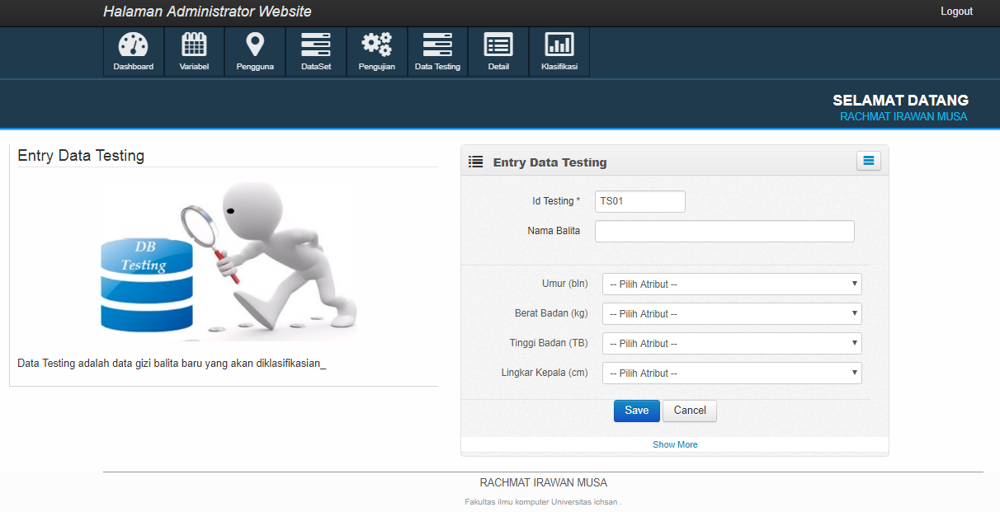 Halaman Administrator Website
Logout
Dashboard
Variabel
Pengguna
DataSet
Pengujian
Data Testing
Detail
Klasifikasi
SELAMAT DATANG
RACHMAT IRAWAN MUSA
Entry Data Testing
DB
Testing
Data Testing adalah data gizi balita baru yang akan diklasifikasian_
Entry Data Testing
Id Testing * TS01
Nama Balita
Umur (bln) -- Pilih Atribut --
Berat Badan (kg) -- Pilih Atribut --
Tinggi Badan (TB) -- Pilih Atribut --
Lingkar Kepala (cm) -- Pilih Atribut --
Save Cancel
Show More
RACHMAT IRAWAN MUSA
Fakultas ilmu komputer Universitas ichsan .